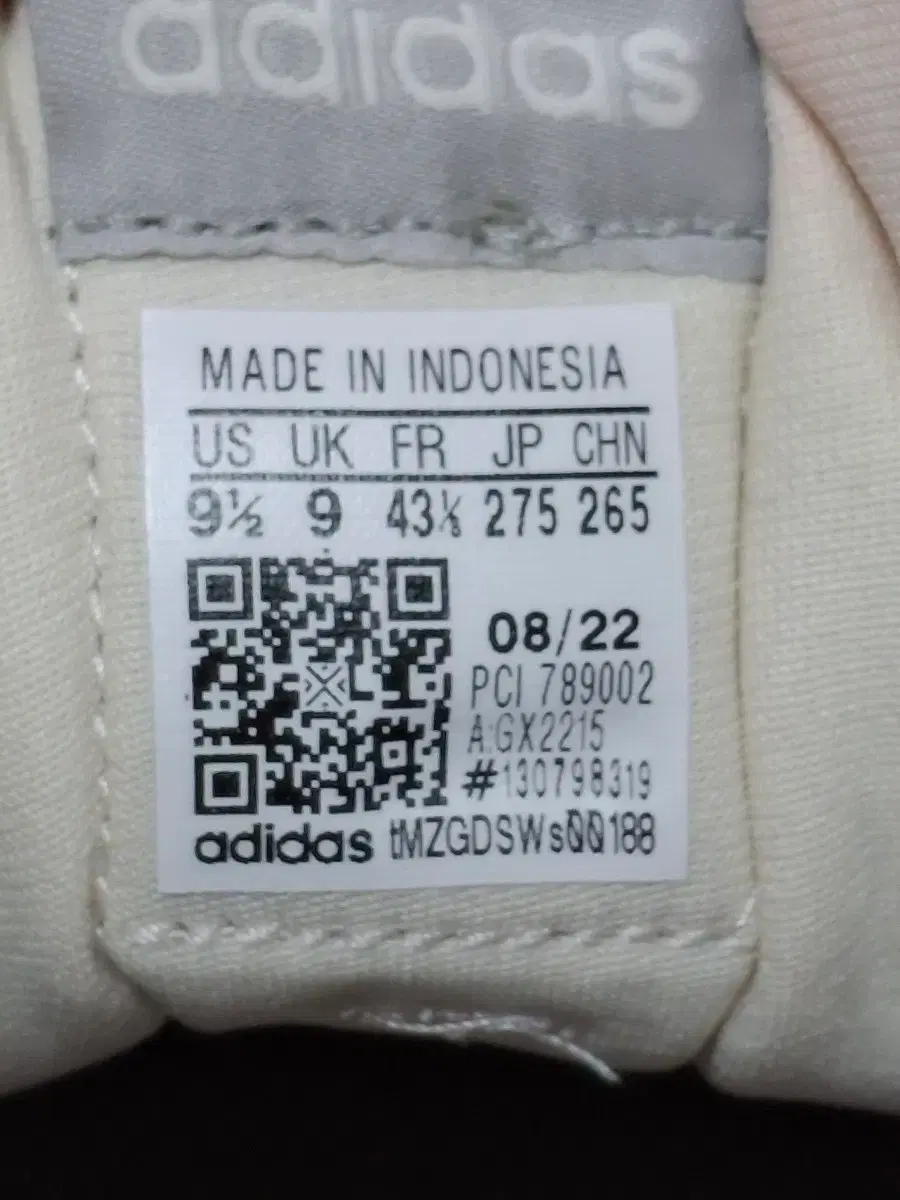 adidas
MADE IN INDONESIA
US UK FR JP CHN
9½ 9 43⅓ 275 265
08/22
PCI 789002
A:GX2215
#130798319
adidas tMZGDSWs00188